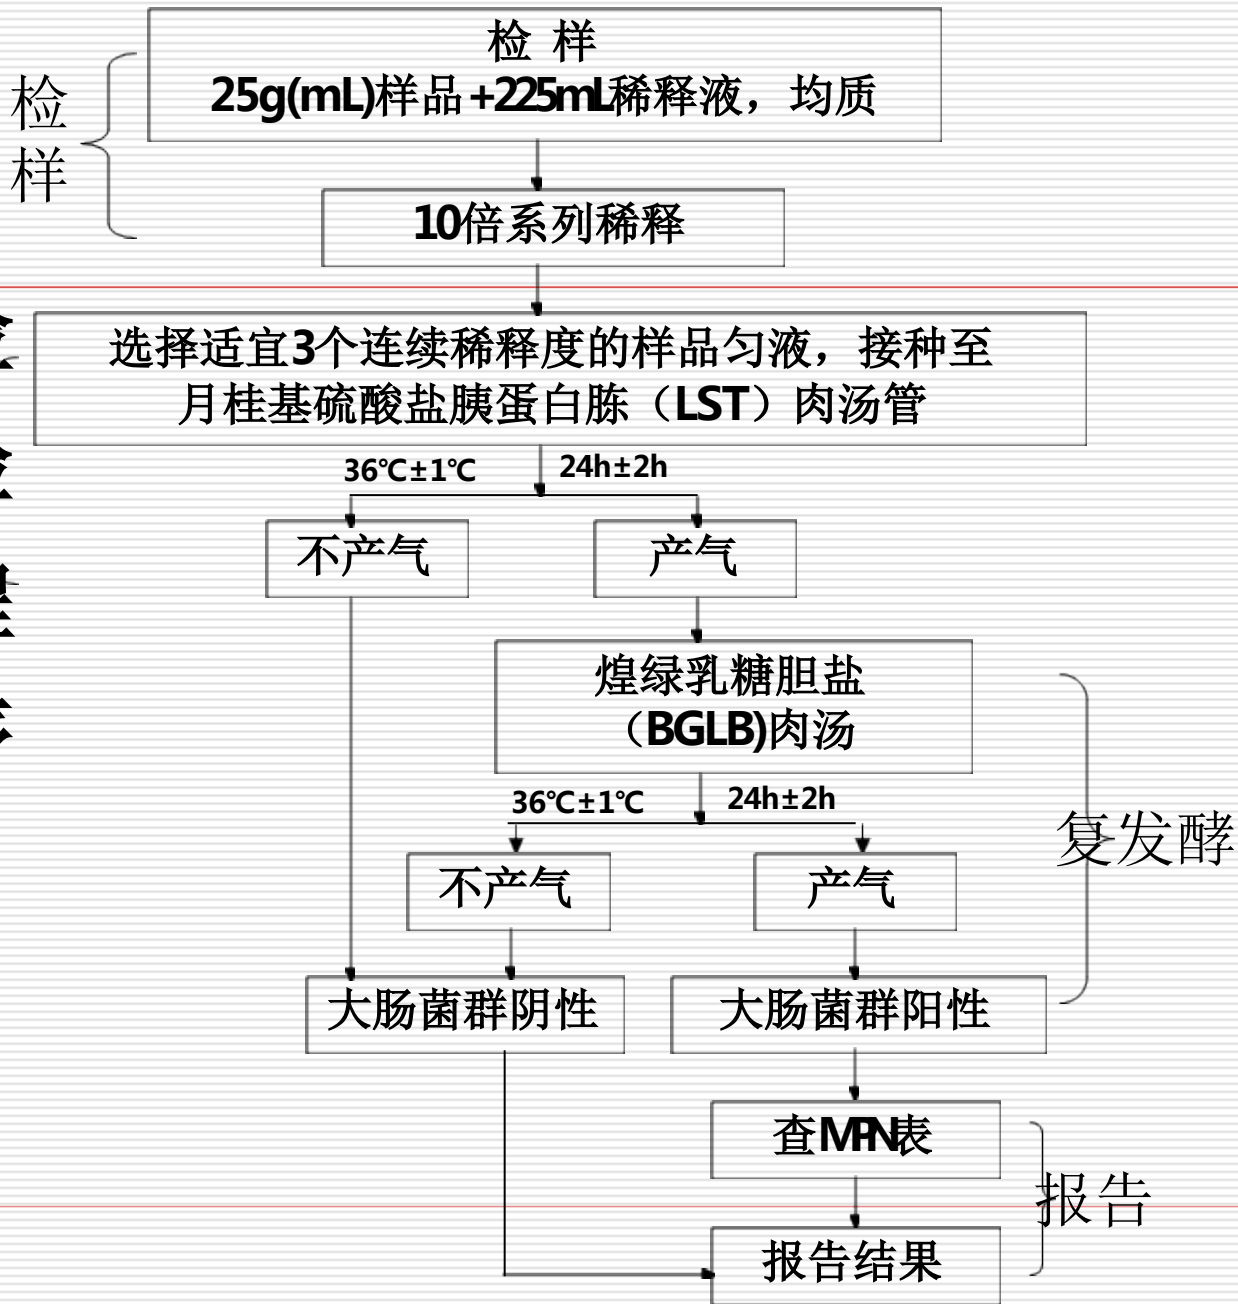 检
样
检 样
25g(mL)样品+225mL稀释液，均质
10倍系列稀释
选择适宜3个连续稀释度的样品匀液，接种至
月桂基硫酸盐胰蛋白胨（LST）肉汤管
36℃±1℃ 24h±2h
不产气 产气
煌绿乳糖胆盐
（BGLB)肉汤
36℃±1℃ 24h±2h
复发酵
不产气 产气
大肠菌群阴性 大肠菌群阳性
查MPN表
报告
报告结果